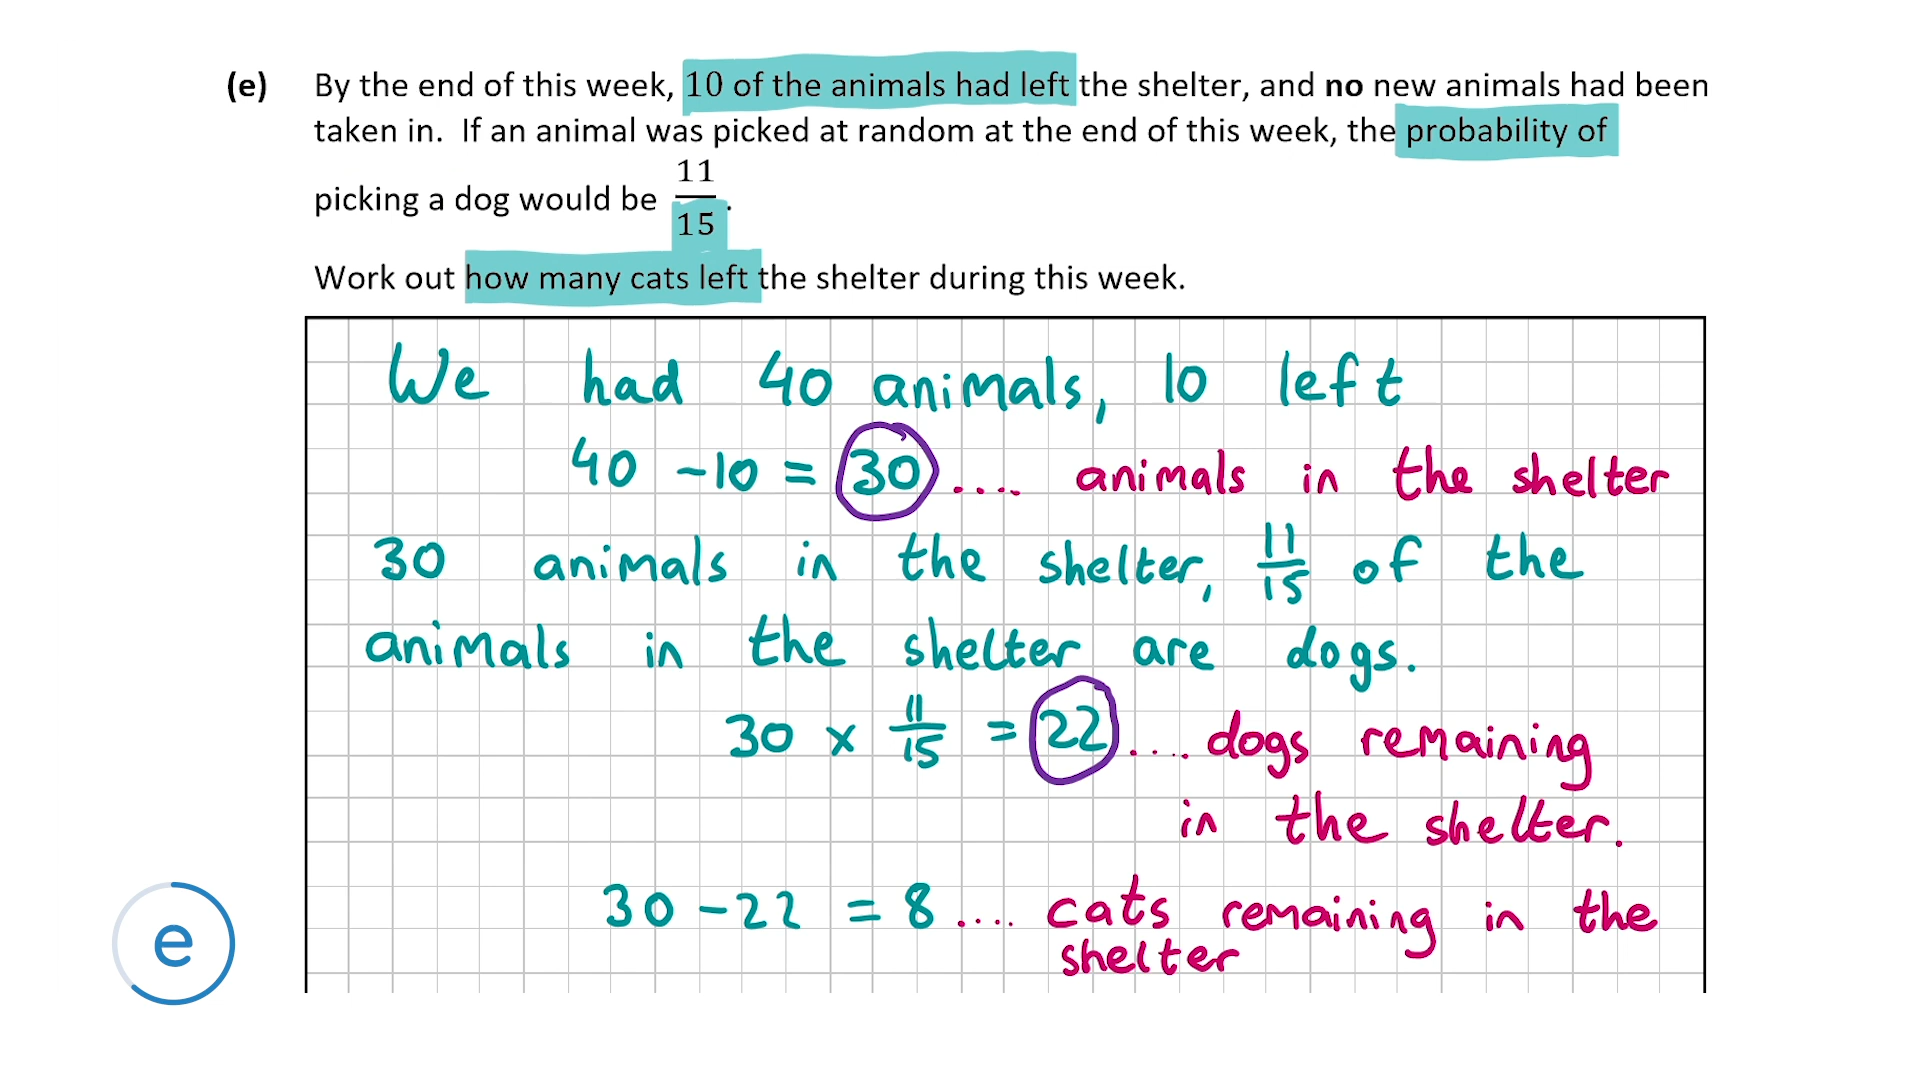 (e) By the end of this week, 10 of the animals had left the shelter, and no new animals had been
taken in. If an animal was picked at random at the end of this week, the probability of
picking a dog would be 11/15.
Work out how many cats left the shelter during this week.
We had 40 animals, 10 left
40 - 10 = 30 .... animals in the shelter
30 animals in the shelter, 11/15 of the
animals in the shelter are dogs.
30 x 11/15 = 22 .... dogs remaining
in the shelter.
30 - 22 = 8 .... cats remaining in the
shelter
e